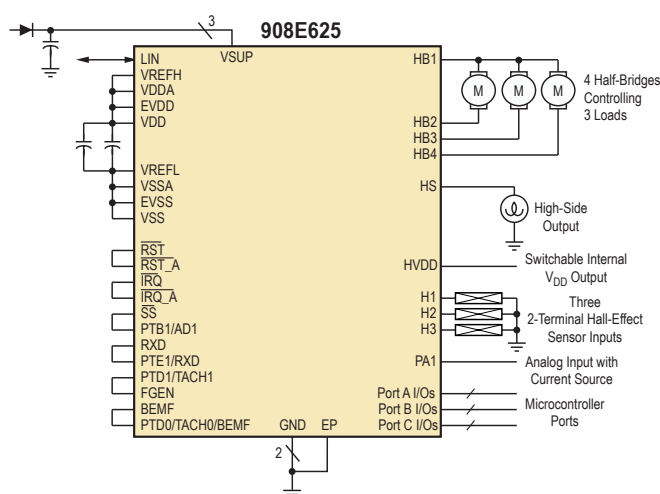 908E625
3
VSUP
LIN
VREFH
VDDA
EVDD
VDD
VREFL
VSSA
EVSS
VSS
RST
RST_A
IRQ
IRQ_A
SS
PTB1/AD1
RXD
PTE1/RXD
PTD1/TACH1
FGEN
BEMF
PTD0/TACH0/BEMF
GND
EP
2
HB1
HB2
HB3
HB4
HS
HVDD
H1
H2
H3
PA1
Port A I/Os
Port B I/Os
Port C I/Os
M
M
M
4 Half-Bridges
Controlling
3 Loads
High-Side
Output
Switchable Internal
VDD Output
Three
2-Terminal Hall-Effect
Sensor Inputs
Analog Input with
Current Source
Microcontroller
Ports